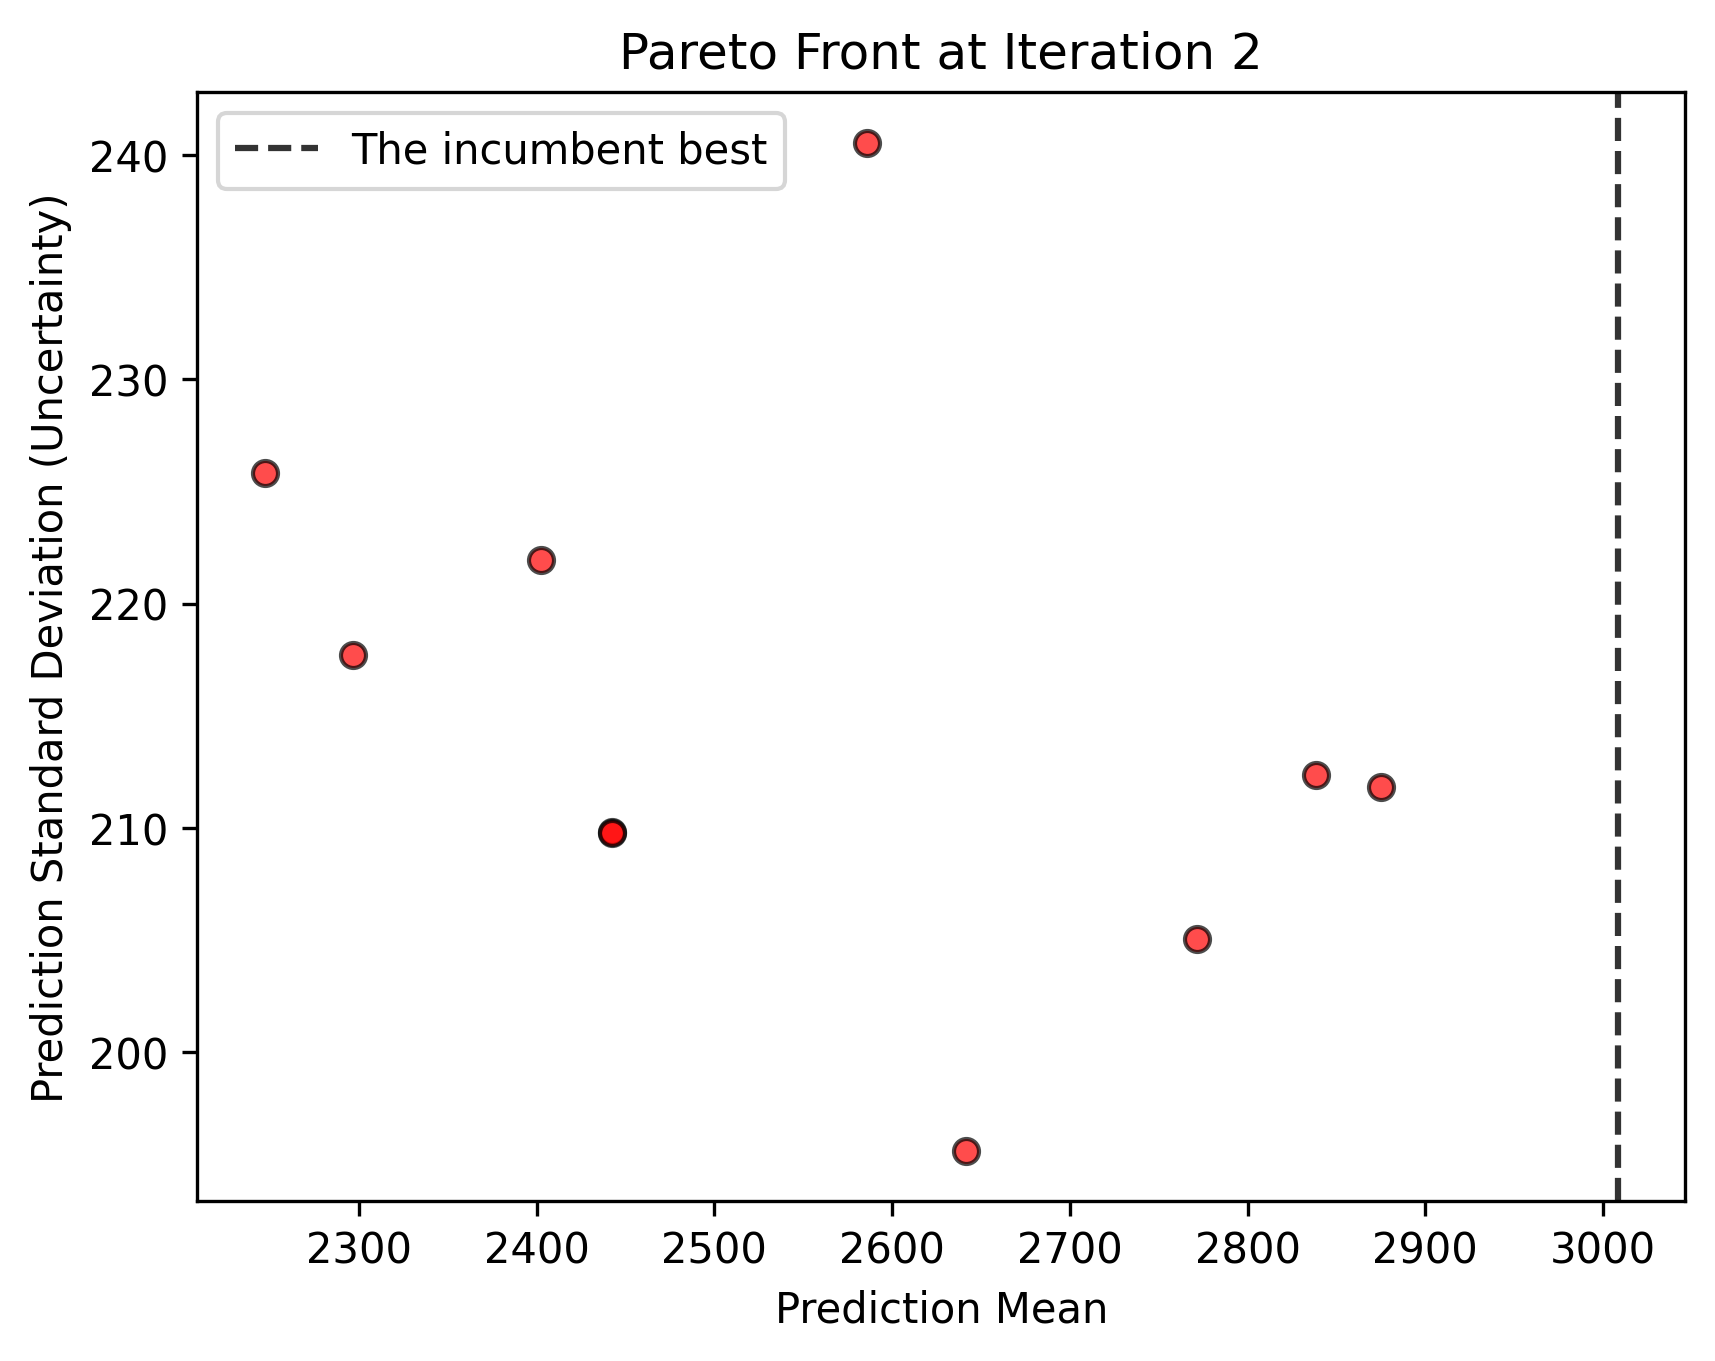 Pareto Front at Iteration 2
The incumbent best
240
230
220
210
200
Prediction Standard Deviation (Uncertainty)
2300 2400 2500 2600 2700 2800 2900 3000
Prediction Mean